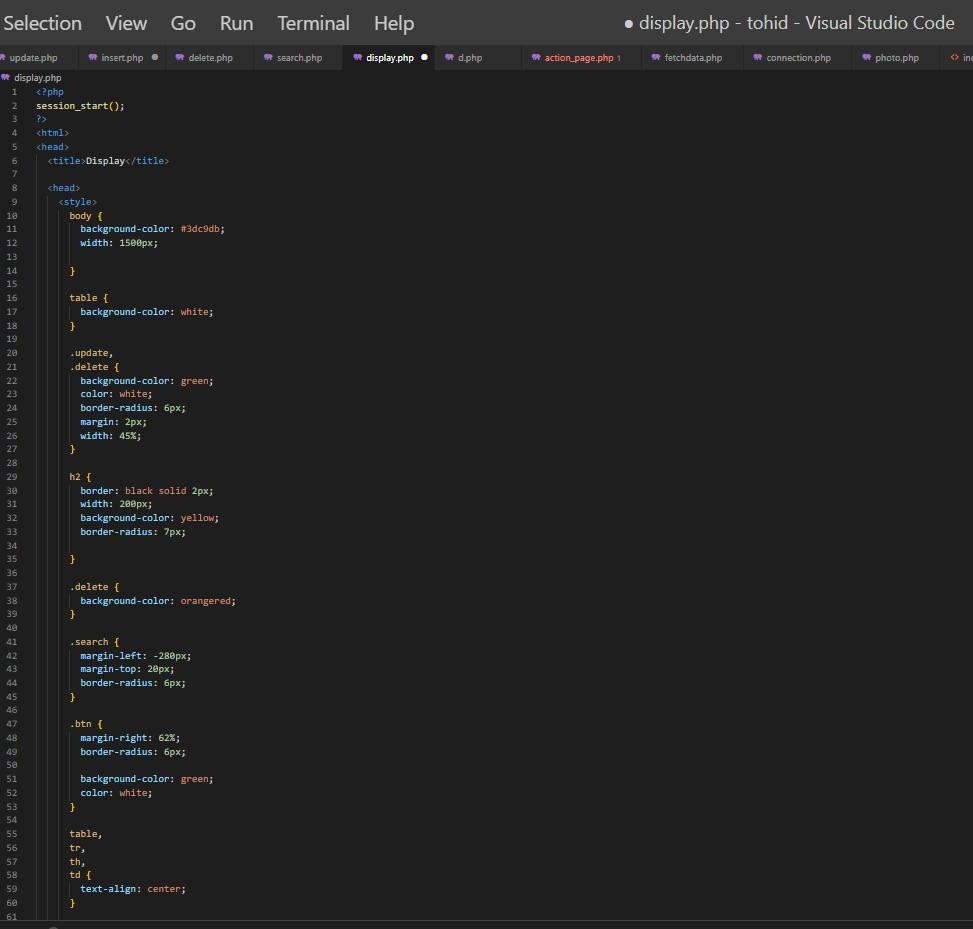 Selection View Go Run Terminal Help ● display.php - tohid - Visual Studio Code
update.php insert.php ● delete.php search.php display.php ● d.php action_page.php 1 fetchdata.php connection.php photo.php <>
display.php
1 <?php
2 session_start();
3 ?>
4 <html>
5 <head>
6 <title>Display</title>
7
8 <head>
9 <style>
10 body {
11 background-color: #3dc9db;
12 width: 1500px;
13
14 }
15
16 table {
17 background-color: white;
18 }
19
20 .update,
21 .delete {
22 background-color: green;
23 color: white;
24 border-radius: 6px;
25 margin: 2px;
26 width: 45%;
27 }
28
29 h2 {
30 border: black solid 2px;
31 width: 200px;
32 background-color: yellow;
33 border-radius: 7px;
34
35 }
36
37 .delete {
38 background-color: orangered;
39 }
40
41 .search {
42 margin-left: -280px;
43 margin-top: 20px;
44 border-radius: 6px;
45 }
46
47 .btn {
48 margin-right: 62%;
49 border-radius: 6px;
50
51 background-color: green;
52 color: white;
53 }
54
55 table,
56 tr,
57 th,
58 td {
59 text-align: center;
60 }
61